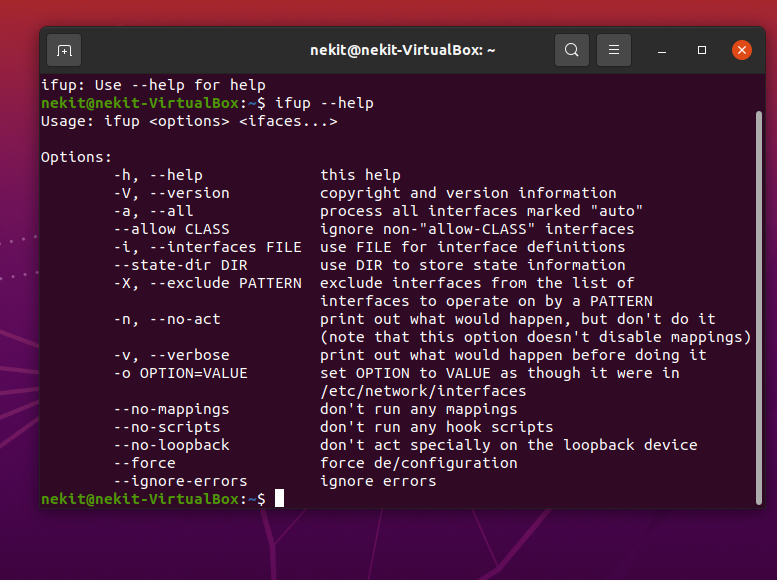 nekit@nekit-VirtualBox: ~
ifup: Use --help for help
nekit@nekit-VirtualBox:~$ ifup --help
Usage: ifup <options> <ifaces...>
Options:
-h, --help this help
-V, --version copyright and version information
-a, --all process all interfaces marked "auto"
--allow CLASS ignore non-"allow-CLASS" interfaces
-i, --interfaces FILE use FILE for interface definitions
--state-dir DIR use DIR to store state information
-X, --exclude PATTERN exclude interfaces from the list of
interfaces to operate on by a PATTERN
-n, --no-act print out what would happen, but don't do it
(note that this option doesn't disable mappings)
-v, --verbose print out what would happen before doing it
-o OPTION=VALUE set OPTION to VALUE as though it were in
/etc/network/interfaces
--no-mappings don't run any mappings
--no-scripts don't run any hook scripts
--no-loopback don't act specially on the loopback device
--force force de/configuration
--ignore-errors ignore errors
nekit@nekit-VirtualBox:~$